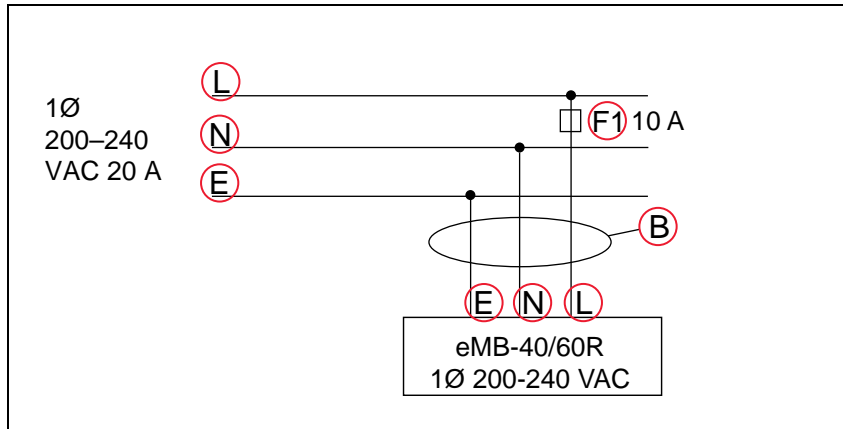 L
1Ø
200–240
VAC 20 A
F1 10 A
N
E
B
E N L
eMB-40/60R
1Ø 200-240 VAC